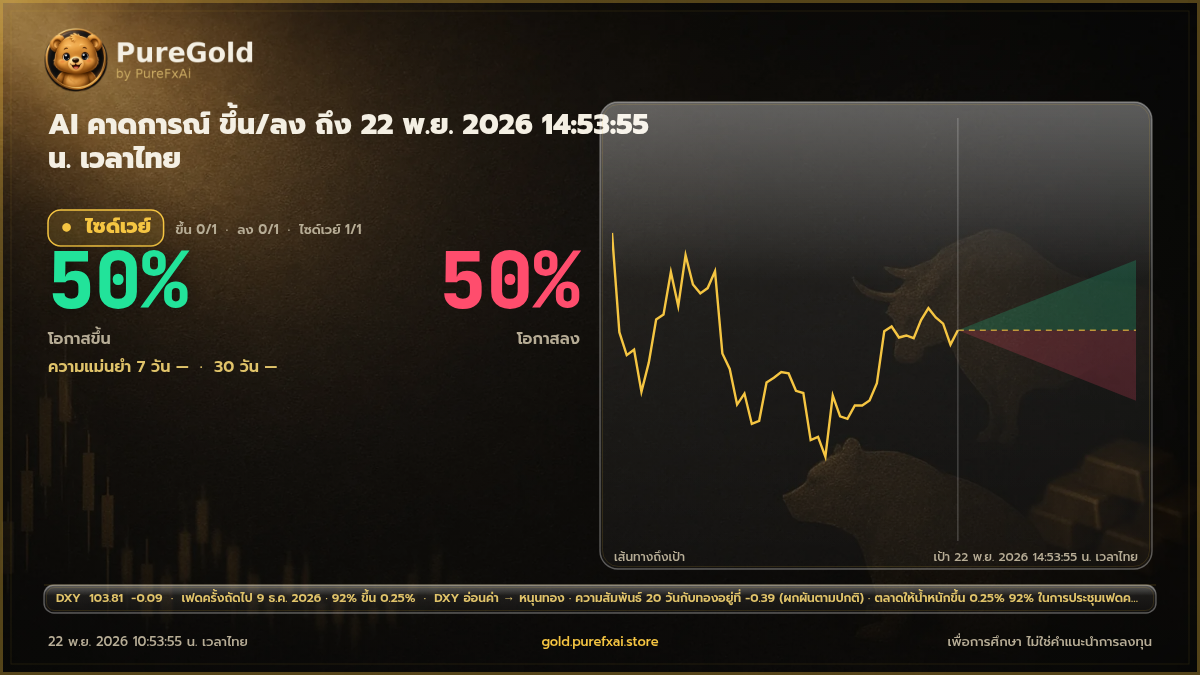 PureGold
by PureFxAi
AI คาดการณ์ ขึ้น/ลง ถึง 22 พ.ย. 2026 14:53:55
น. เวลาไทย
ไซด์เวย์
ขึ้น 0/1 · ลง 0/1 · ไซด์เวย์ 1/1
50%
50%
โอกาสขึ้น
โอกาสลง
ความแม่นยำ 7 วัน — · 30 วัน —
เส้นทางถึงเป้า
เป้า 22 พ.ย. 2026 14:53:55 น. เวลาไทย
DXY 103.81 -0.09 · เฟดครั้งถัดไป 9 ธ.ค. 2026 · 92% ขึ้น 0.25% · DXY อ่อนค่า → หนุนทอง · ความสัมพันธ์ 20 วันกับทองอยู่ที่ -0.39 (ผกผันตามปกติ) · ตลาดให้น้ำหนักขึ้น 0.25% 92% ในการประชุมเฟดค...
22 พ.ย. 2026 10:53:55 น. เวลาไทย
gold.purefxai.store
เพื่อการศึกษา ไม่ใช่คำแนะนำการลงทุน